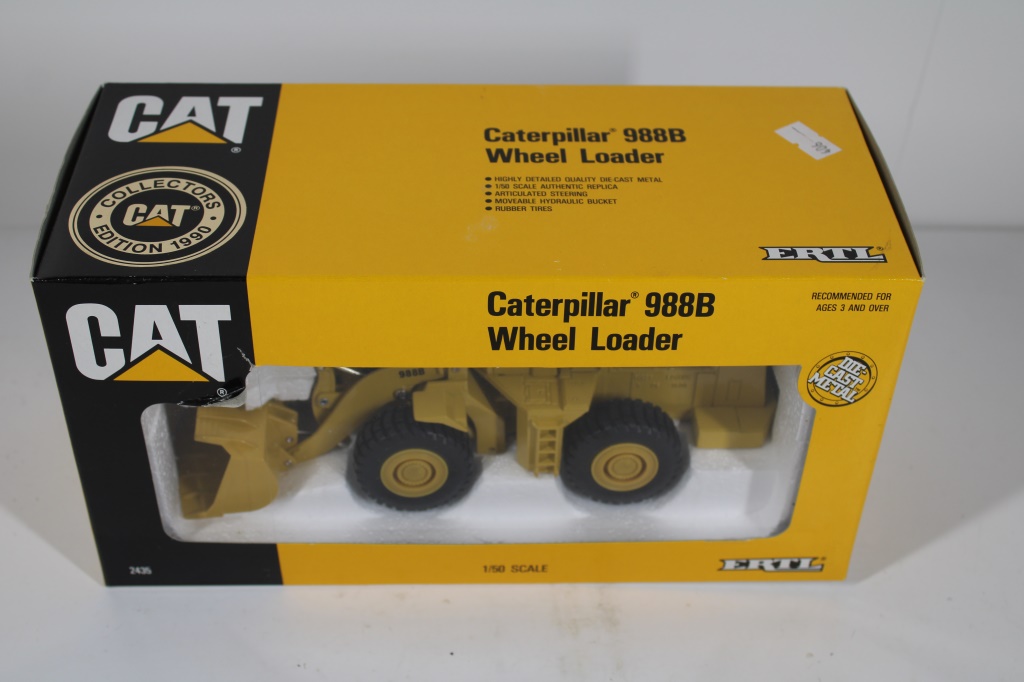 CAT®
COLLECTORS
CAT®
EDITION 1990
Caterpillar® 988B
Wheel Loader
● HIGHLY DETAILED QUALITY DIE-CAST METAL
● 1/50 SCALE AUTHENTIC REPLICA
● ARTICULATED STEERING
● MOVEABLE HYDRAULIC BUCKET
● RUBBER TIRES
ERTL®
CAT®
Caterpillar® 988B
Wheel Loader
RECOMMENDED FOR
AGES 3 AND OVER
DIE-
CAST
METAL
988B
2435
1/50 SCALE
ERTL®